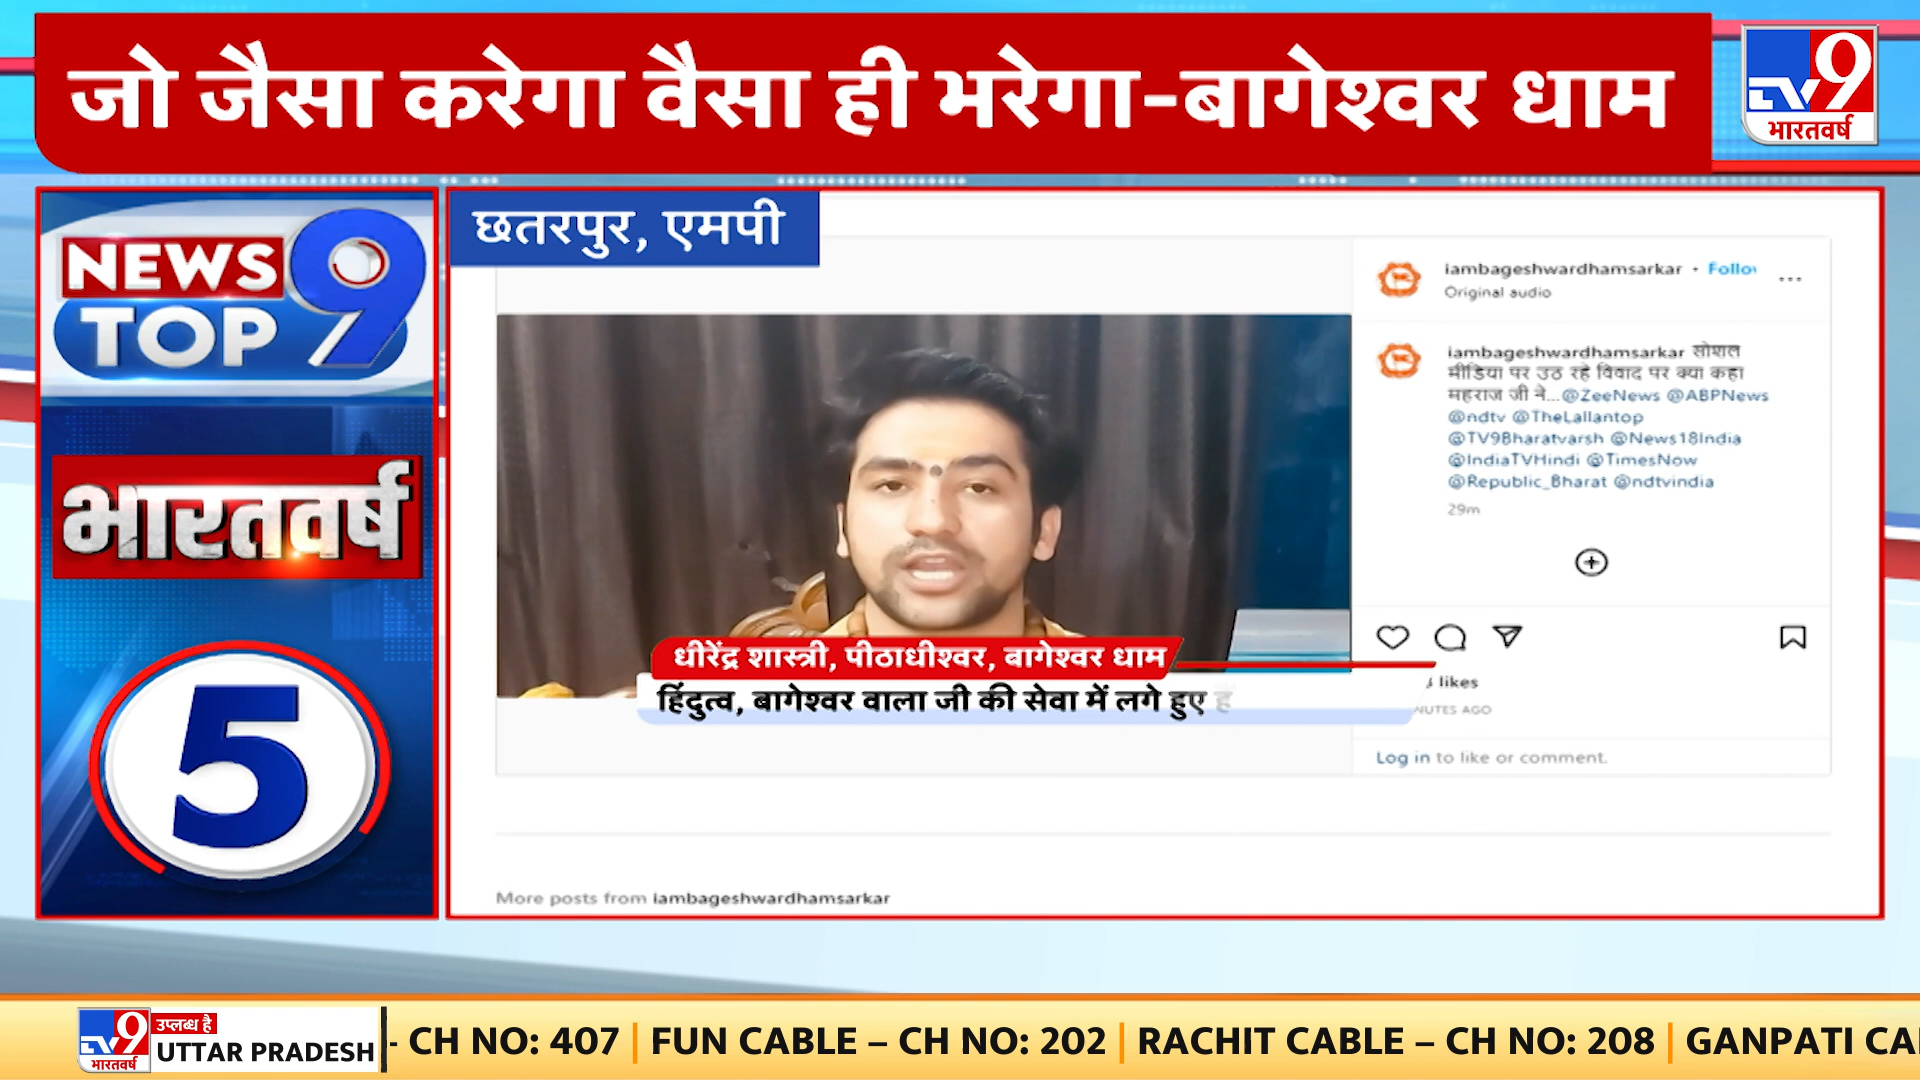 जो जैसा करेगा वैसा ही भरेगा-बागेश्वर धाम
TV9
भारतवर्ष
NEWS
TOP 9
भारतवर्ष
5
छतरपुर, एमपी
iambageshwardhamsarkar • Follow
Original audio
...
iambageshwardhamsarkar सोशल
मीडिया पर उठ रहे विवाद पर क्या कहा
महराज जी ने...@ZeeNews @ABPNews
@ndtv @TheLallantop
@TV9Bharatvarsh @News18India
@IndiaTVHindi @TimesNow
@Republic_Bharat @ndtvindia
29m
likes
AGO
Log in to like or comment.
धीरेंद्र शास्त्री, पीठाधीश्वर, बागेश्वर धाम
हिंदुत्व, बागेश्वर वाला जी की सेवा में लगे हुए
More posts from iambageshwardhamsarkar
TV9
भारतवर्ष
उपलब्ध है
UTTAR PRADESH
- CH NO: 407 | FUN CABLE – CH NO: 202 | RACHIT CABLE – CH NO: 208 | GANPATI